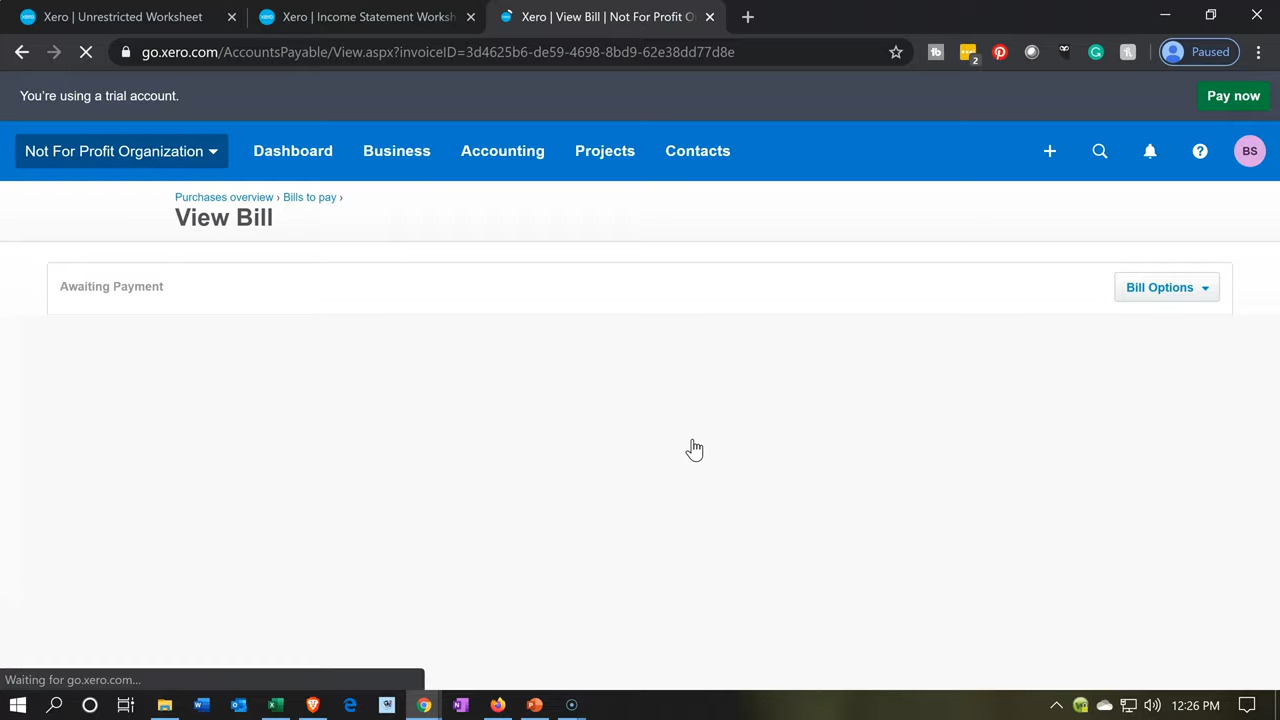 Xero | Unrestricted Worksheet
Xero | Income Statement Worksh
Xero | View Bill | Not For Profit O
go.xero.com/AccountsPayable/View.aspx?invoiceID=3d4625b6-de59-4698-8bd9-62e38dd77d8e
2
Paused
You're using a trial account.
Pay now
Not For Profit Organization
Dashboard
Business
Accounting
Projects
Contacts
BS
Purchases overview › Bills to pay ›
View Bill
Awaiting Payment
Bill Options
Waiting for go.xero.com...
12:26 PM